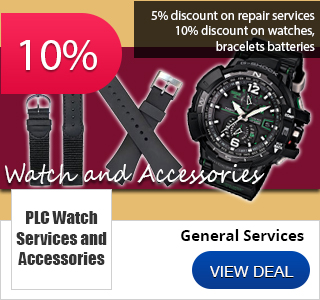 5% discount on repair services
10% discount on watches,
bracelets batteries
10%
Watch and Accessories
PLC Watch
Services and
Accessories
General Services
VIEW DEAL